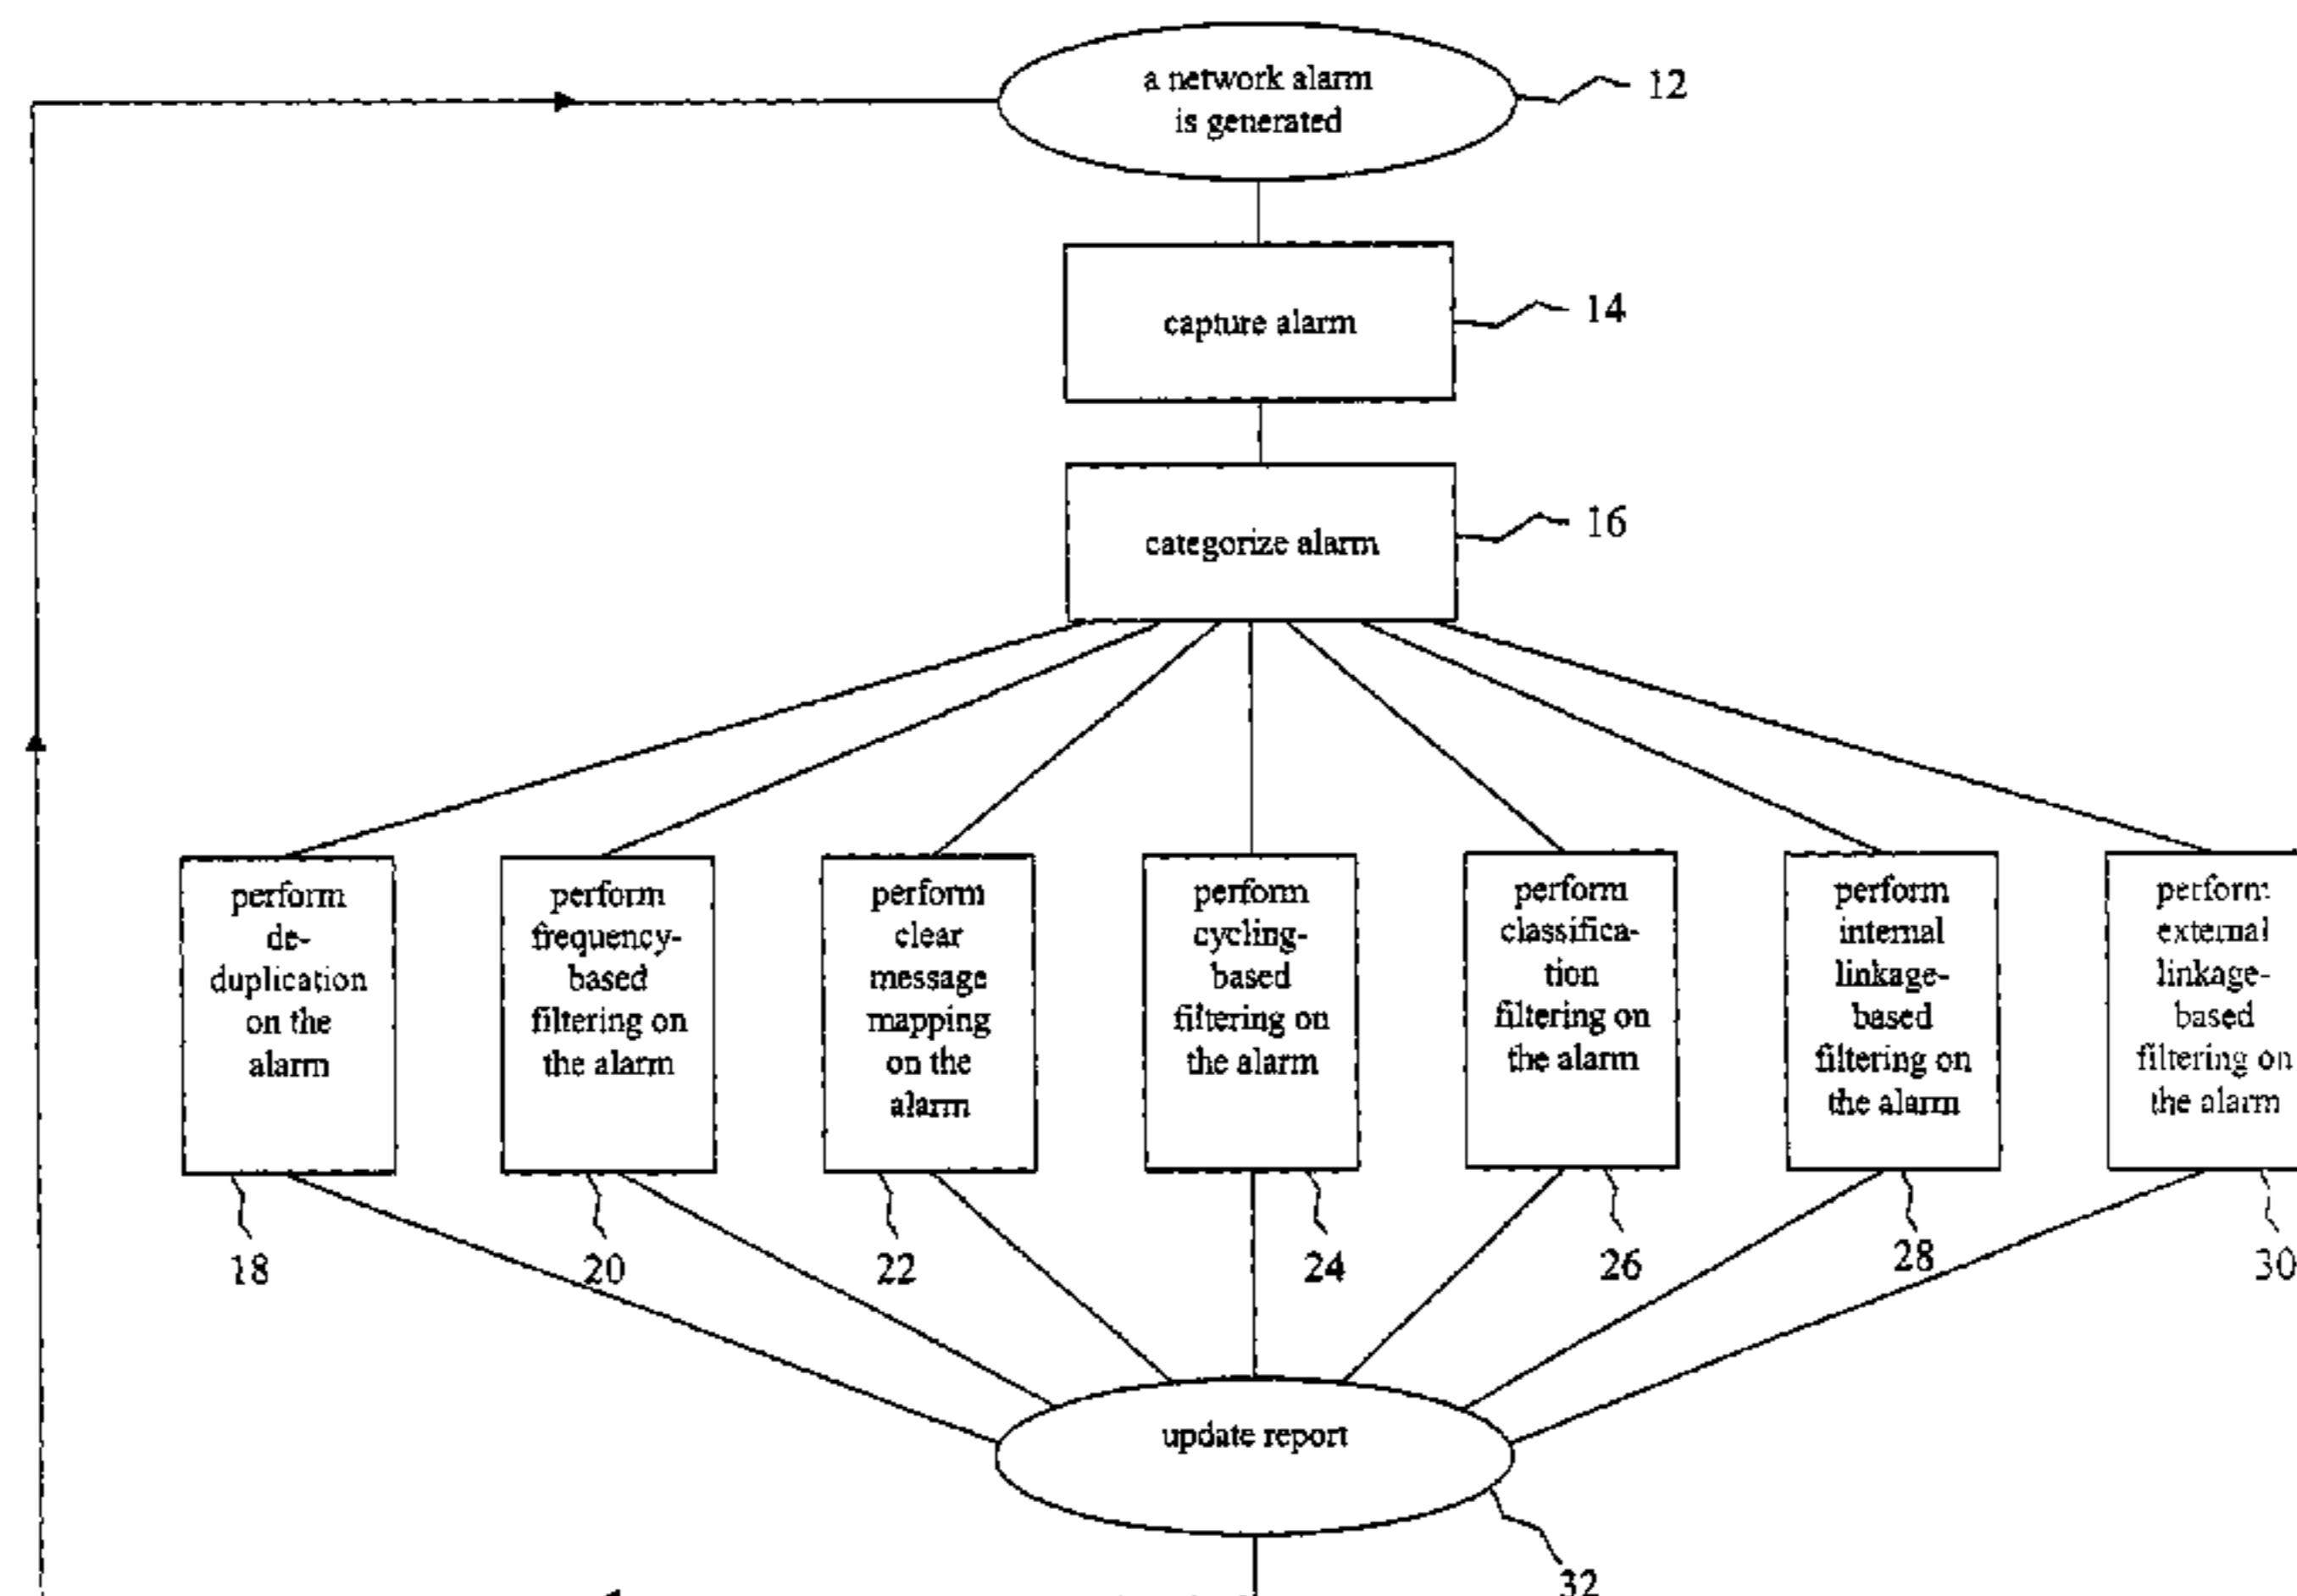 a network alarm
is generated
12
capture alarm
14
categorize alarm
16
perform
de-
duplication
on the
alarm
perform
frequency-
based
filtering on
the alarm
perform
clear
message
mapping
on the
alarm
perform
cycling-
based
filtering on
the alarm
perform
classifica-
tion
filtering on
the alarm
perform
internal
linkage-
based
filtering on
the alarm
perform
external
linkage-
based
filtering on
the alarm
18
20
22
24
26
28
30
update report
32